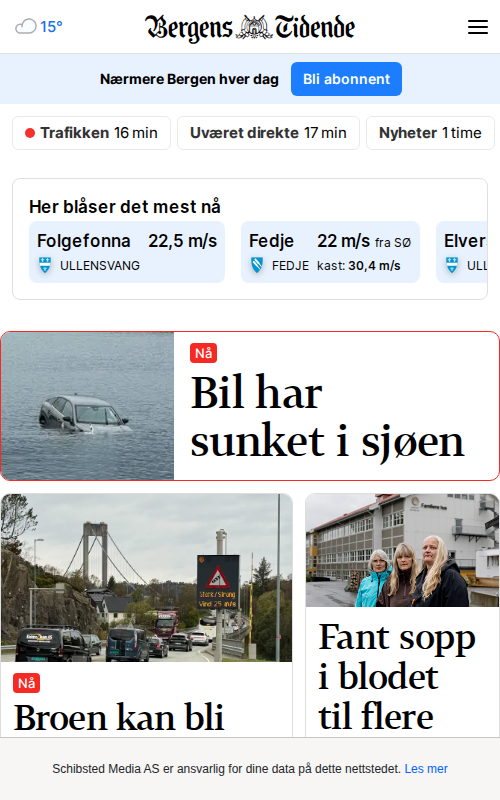 15°
Bergens Tidende
Nærmere Bergen hver dag
Bli abonnent
Trafikken 16 min
Uværet direkte 17 min
Nyheter 1 time
Her blåser det mest nå
Folgefonna 22,5 m/s
ULLENSVANG
Fedje 22 m/s fra SØ
FEDJE kast: 30,4 m/s
Elver
ULL
Nå
Bil har
sunket i sjøen
Sterk/Strong
Vind 25 m/s
Nå
Broen kan bli
Fant sopp
i blodet
til flere
Schibsted Media AS er ansvarlig for dine data på dette nettstedet. Les mer